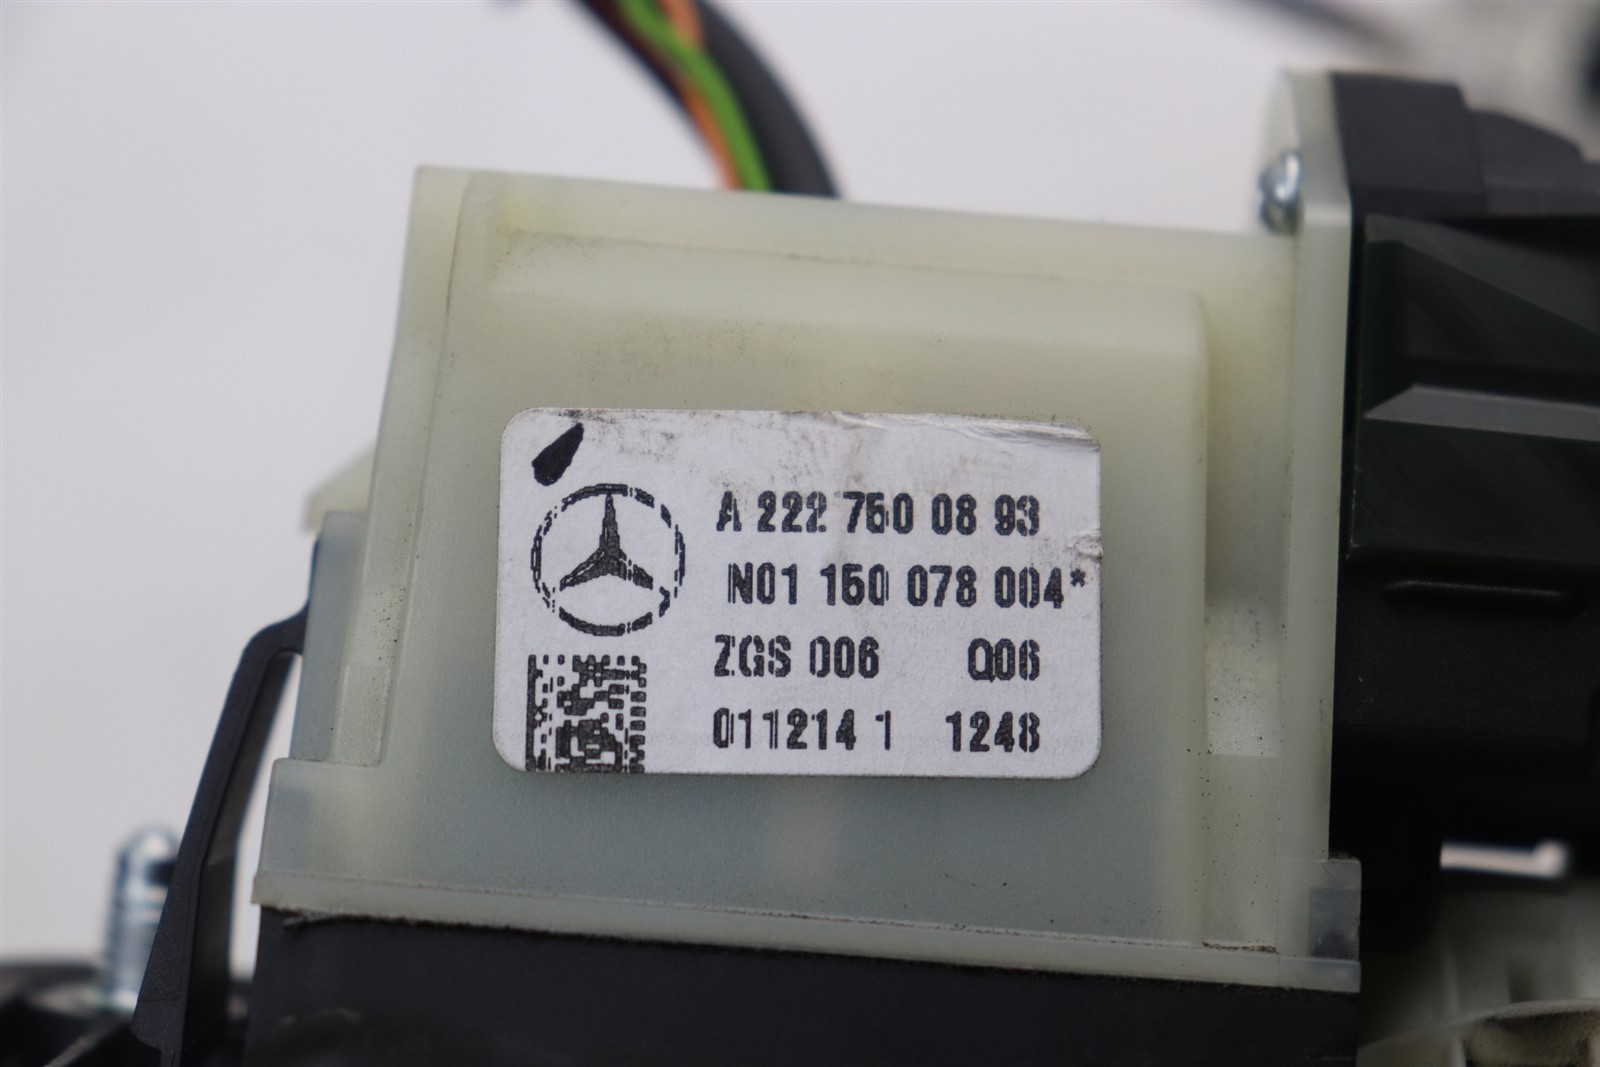 A 222 750 08 93
N01 150 078 004*
ZGS 006 Q06
011214 1 1248